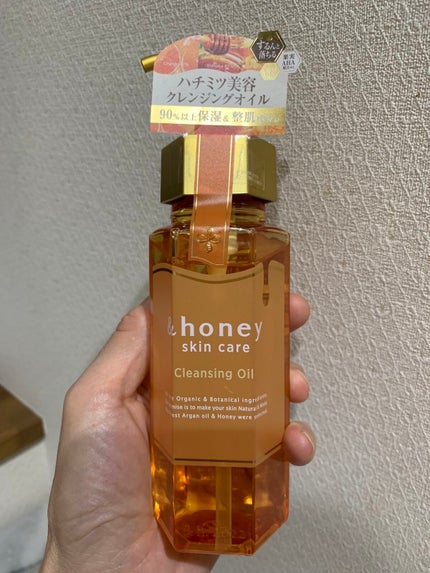 するんと
落ちる
果実
AHA
ハチミツ美容
クレンジングオイル
90%以上保湿&整肌
& honey
skin care
Cleansing Oil
Organic & Botanical
is to make your skin Natural
Argan oil & Honey were